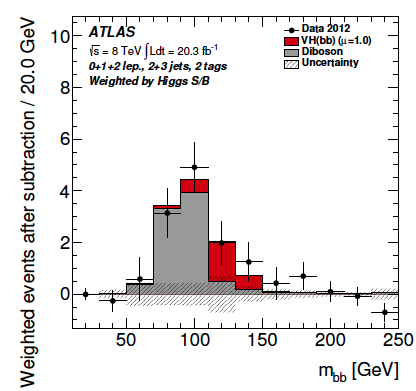 Weighted events after subtraction / 20.0 GeV
10
8
6
4
2
0
ATLAS
√s = 8 TeV ∫Ldt = 20.3 fb⁻¹
0+1+2 lep., 2+3 jets, 2 tags
Weighted by Higgs S/B
Data 2012
VH(bb) (μ=1.0)
Diboson
Uncertainty
50
100
150
200
250
m_bb [GeV]